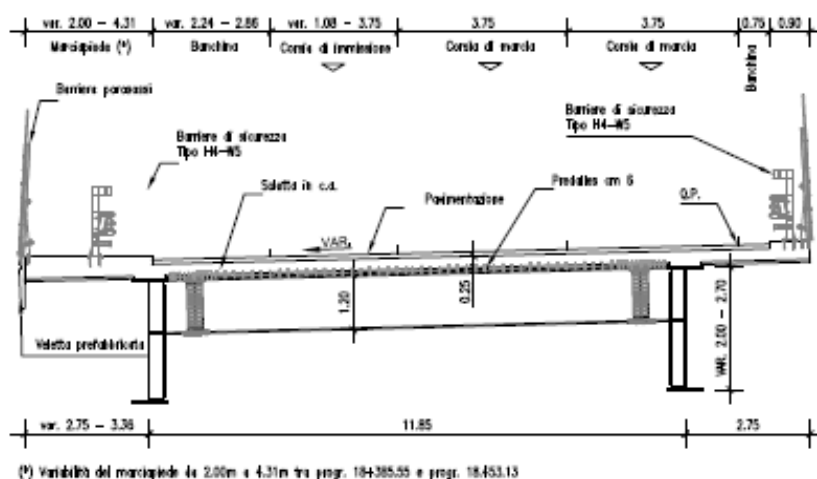 var. 2.00 – 4.31
var. 2.24 – 2.86
var. 1.08 – 3.75
3.75
3.75
0.75
0.90
Marciapiede (*)
Banchina
Corsia di immissione
Corsia di marcia
Corsia di marcia
Banchina
Barriera parasassi
Barriere di sicurezza
Tipo H4–W5
Barriere di sicurezza
Tipo H4–W5
Soletta in c.a.
Predalles cm 6
Pavimentazione
Q.P.
VAR.
1.20
0.25
VAR. 2.00 – 2.70
Veletta prefabbricata
var. 2.75 – 3.36
11.85
2.75
(*) Variabilità del marciapiede da 2.00m a 4.31m tra progr. 18+385.55 e progr. 18.453.13